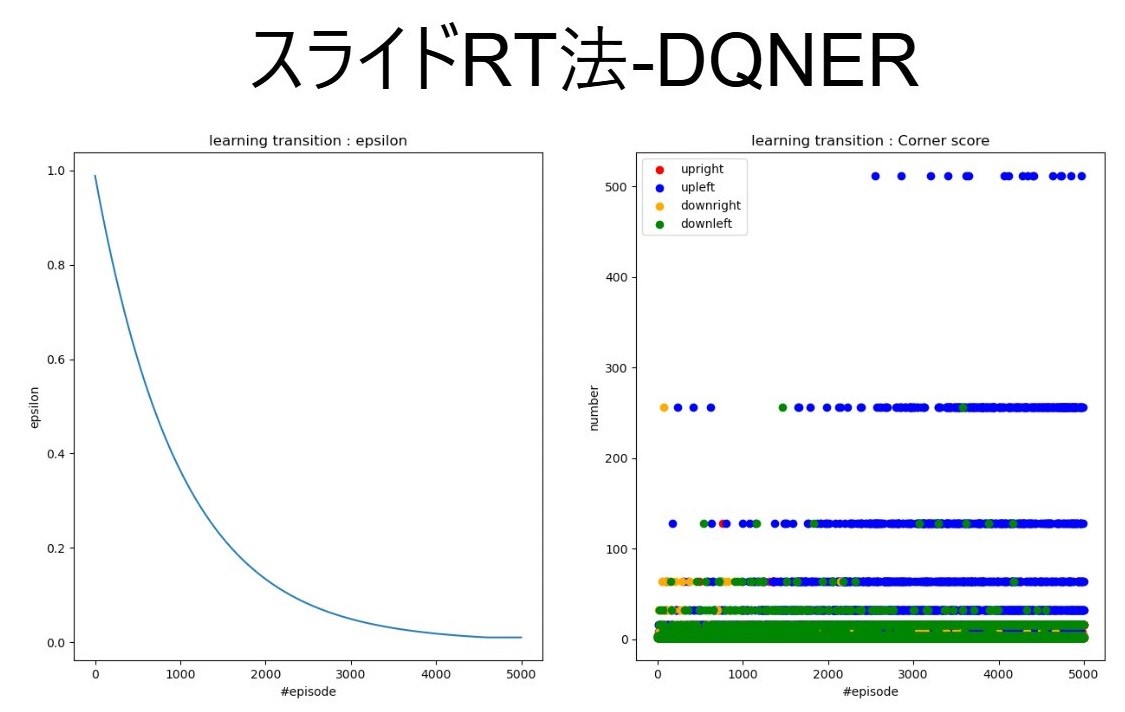 スライドRT法-DQNER
learning transition : epsilon
1.0
0.8
0.6
0.4
0.2
0.0
epsilon
0
1000
2000
3000
4000
5000
#episode
learning transition : Corner score
upright
upleft
downright
downleft
500
400
300
200
100
0
number
0
1000
2000
3000
4000
5000
#episode